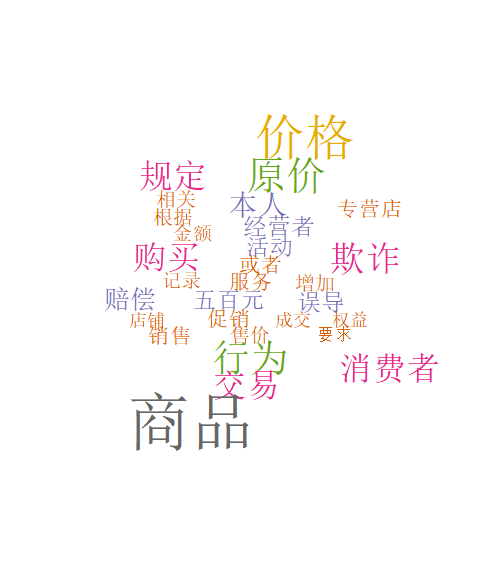 价格
规定
原价
相关
本人
专营店
根据
经营者
金额
活动
购买
或者
欺诈
记录
服务
增加
赔偿
五百元
误导
店铺
促销
成交
权益
销售
售价
要求
行为
消费者
交易
商品